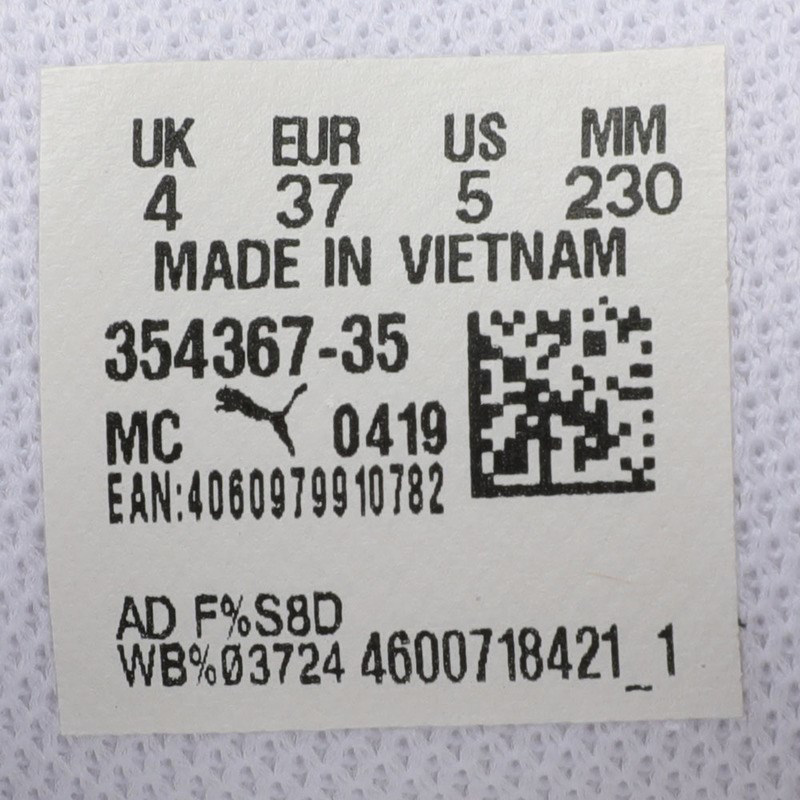 UK EUR US MM
4 37 5 230
MADE IN VIETNAM
354367-35
MC 0419
EAN:4060979910782
AD F%S8D
WB%03724 4600718421_1